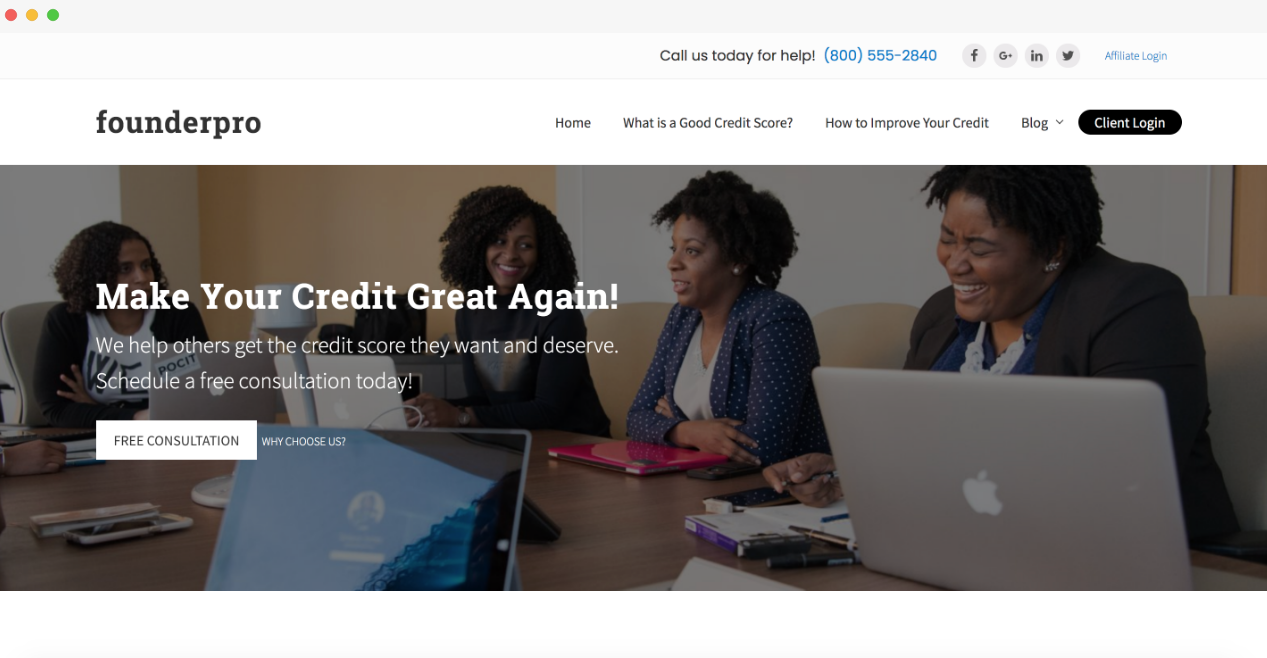 Call us today for help! (800) 555-2840 Affiliate Login
founderpro
Home What is a Good Credit Score? How to Improve Your Credit Blog Client Login
Make Your Credit Great Again!
We help others get the credit score they want and deserve.
Schedule a free consultation today!
POCIT
FREE CONSULTATION WHY CHOOSE US?